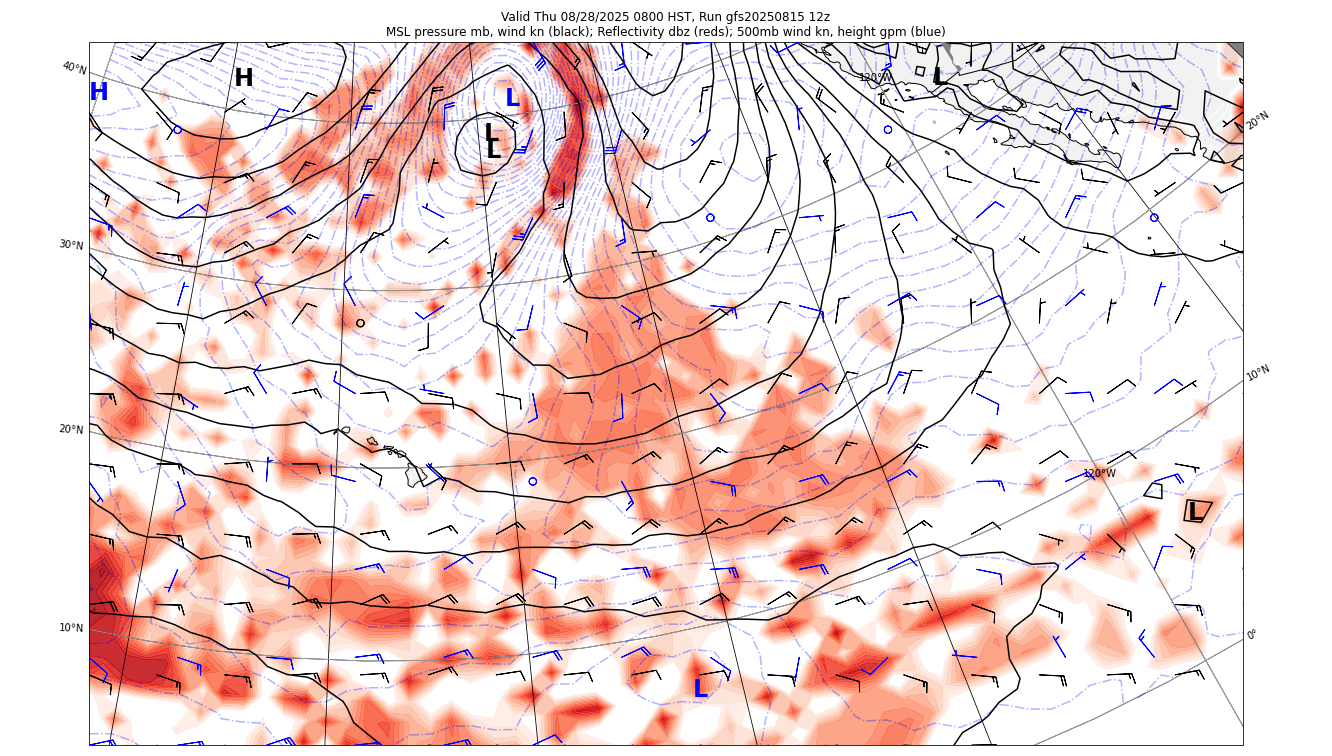 Valid Thu 08/28/2025 0800 HST, Run gfs20250815 12z
MSL pressure mb, wind kn (black); Reflectivity dbz (reds); 500mb wind kn, height gpm (blue)
40°N
H
H
L
L
L
L
120°W
20°N
30°N
10°N
20°N
120°W
L
10°N
0°
L